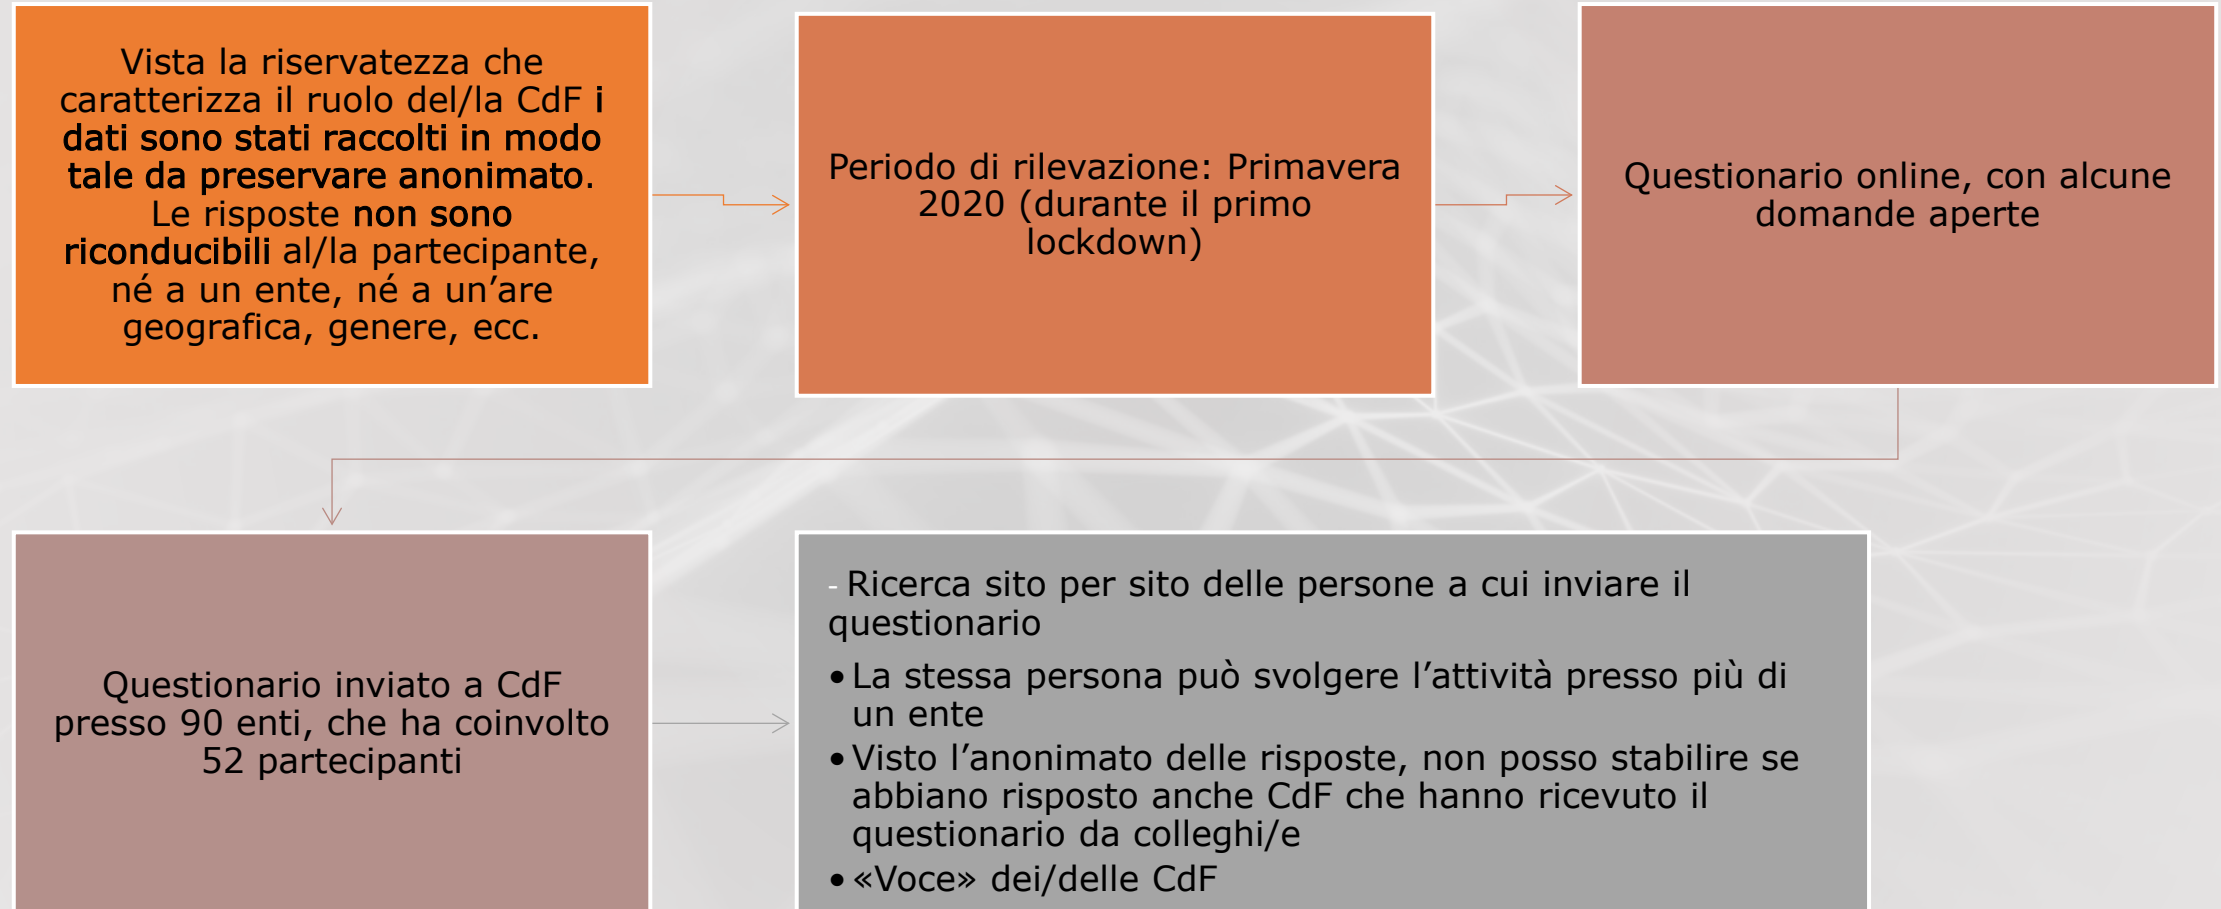 Vista la riservatezza che
caratterizza il ruolo del/la CdF i
dati sono stati raccolti in modo
tale da preservare anonimato.
Le risposte non sono
riconducibili al/la partecipante,
né a un ente, né a un’are
geografica, genere, ecc.
Periodo di rilevazione: Primavera
2020 (durante il primo
lockdown)
Questionario online, con alcune
domande aperte
Questionario inviato a CdF
presso 90 enti, che ha coinvolto
52 partecipanti
- Ricerca sito per sito delle persone a cui inviare il
questionario
• La stessa persona può svolgere l’attività presso più di
un ente
• Visto l’anonimato delle risposte, non posso stabilire se
abbiano risposto anche CdF che hanno ricevuto il
questionario da colleghi/e
• «Voce» dei/delle CdF